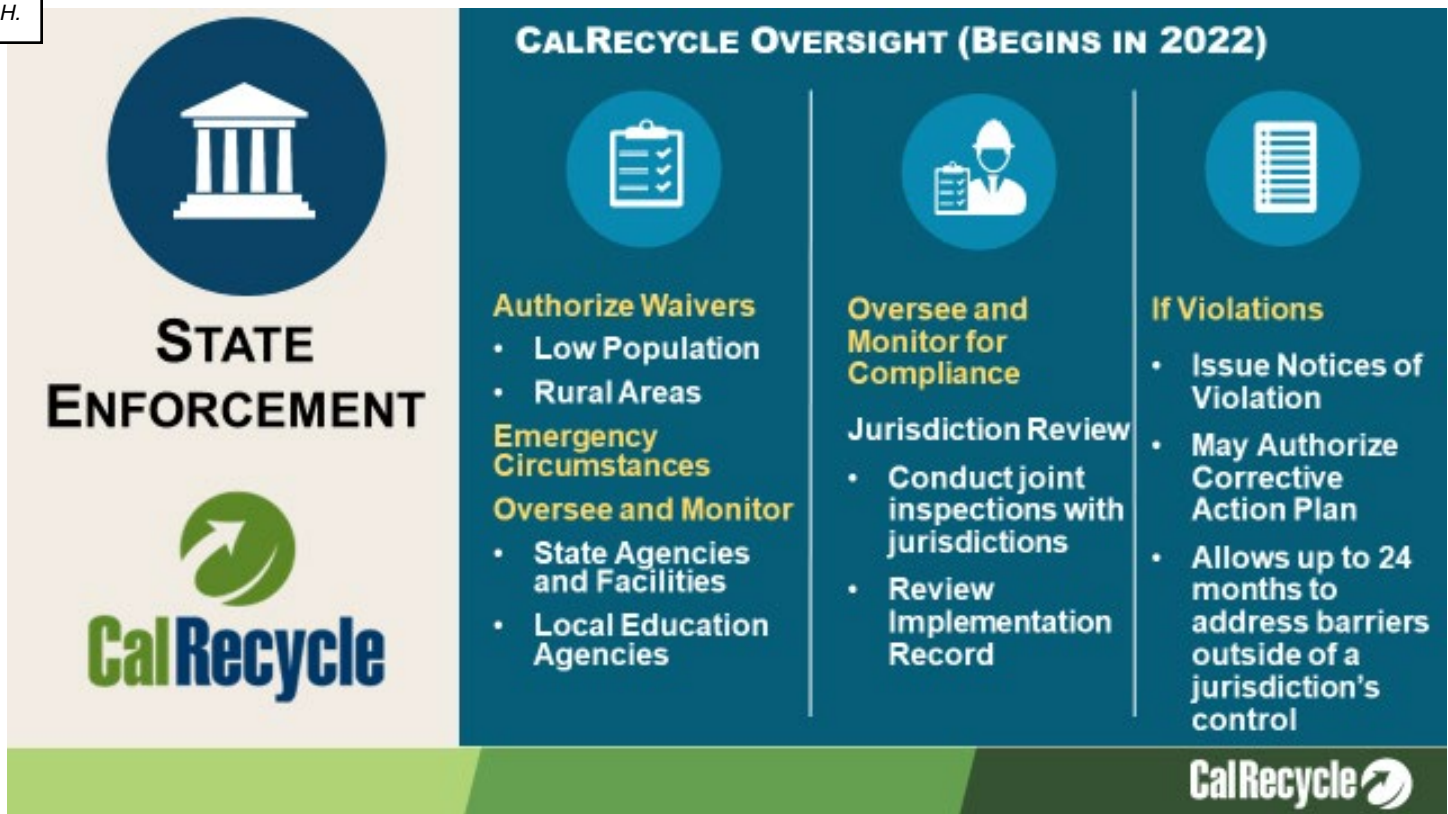 H.
CALRECYCLE OVERSIGHT (BEGINS IN 2022)
STATE
ENFORCEMENT
CalRecycle
Authorize Waivers
• Low Population
• Rural Areas
Emergency
Circumstances
Oversee and Monitor
• State Agencies
and Facilities
• Local Education
Agencies
Oversee and
Monitor for
Compliance
Jurisdiction Review
• Conduct joint
inspections with
jurisdictions
• Review
Implementation
Record
If Violations
• Issue Notices of
Violation
• May Authorize
Corrective
Action Plan
• Allows up to 24
months to
address barriers
outside of a
jurisdiction's
control
CalRecycle